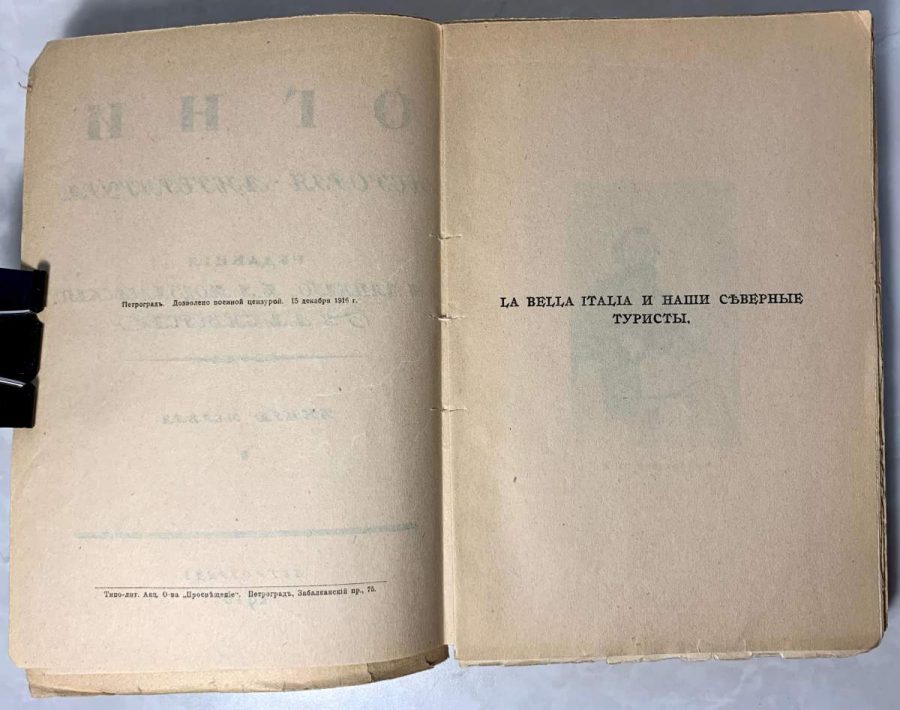 Петроградъ. Дозволено военной цензурой. 15 декабря 1916 г.
Типо-лит. Акц. О-ва „Просвѣщеніе“. Петроградъ, Забалканскій пр., 75.
LA BELLA ITALIA И НАШИ СѢВЕРНЫЕ
ТУРИСТЫ.